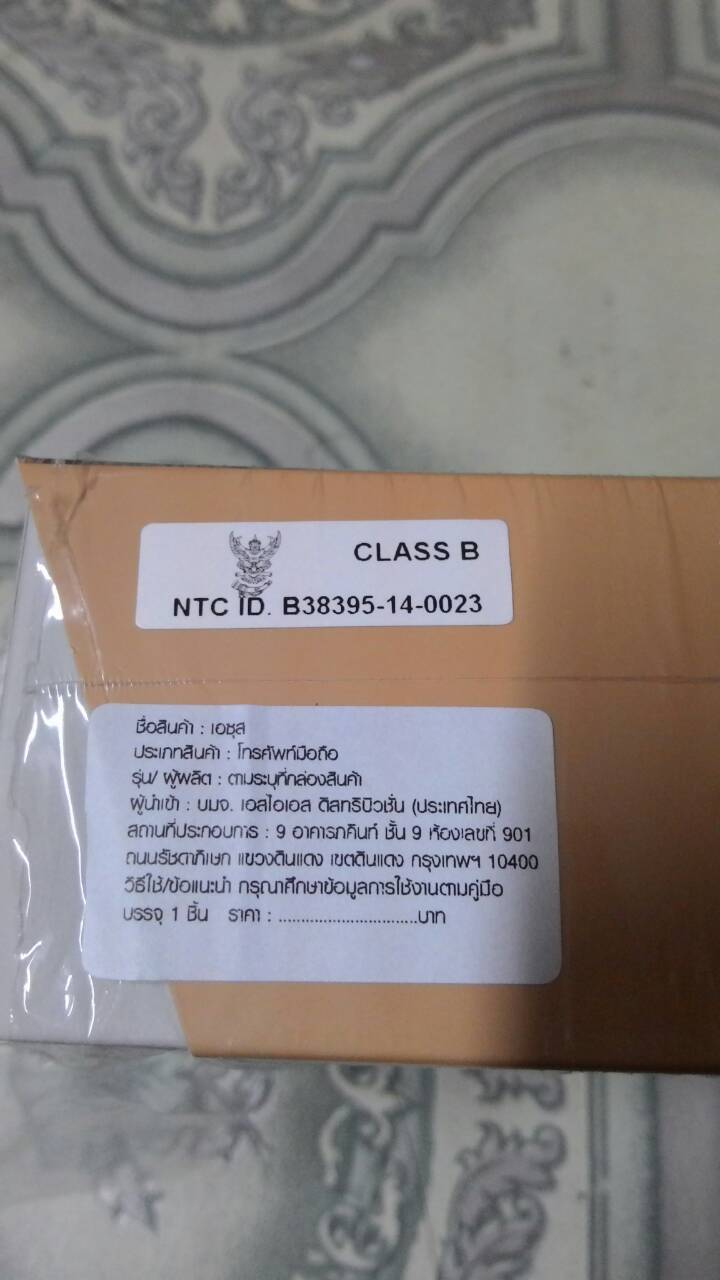 CLASS B
NTC ID. B38395-14-0023
ชื่อสินค้า : เอซุส
ประเภทสินค้า : โทรศัพท์มือถือ
รุ่น/ ผู้ผลิต : ตามระบุที่กล่องสินค้า
ผู้นำเข้า : บมจ. เอสไอเอส ดิสทริบิวชั่น (ประเทศไทย)
สถานที่ประกอบการ : 9 อาคารภคินท์ ชั้น 9 ห้องเลขที่ 901
ถนนรัชดาภิเษก แขวงดินแดง เขตดินแดง กรุงเทพฯ 10400
วิธีใช้/ข้อแนะนำ กรุณาศึกษาข้อมูลการใช้งานตามคู่มือ
บรรจุ 1 ชิ้น ราคา : ................................บาท